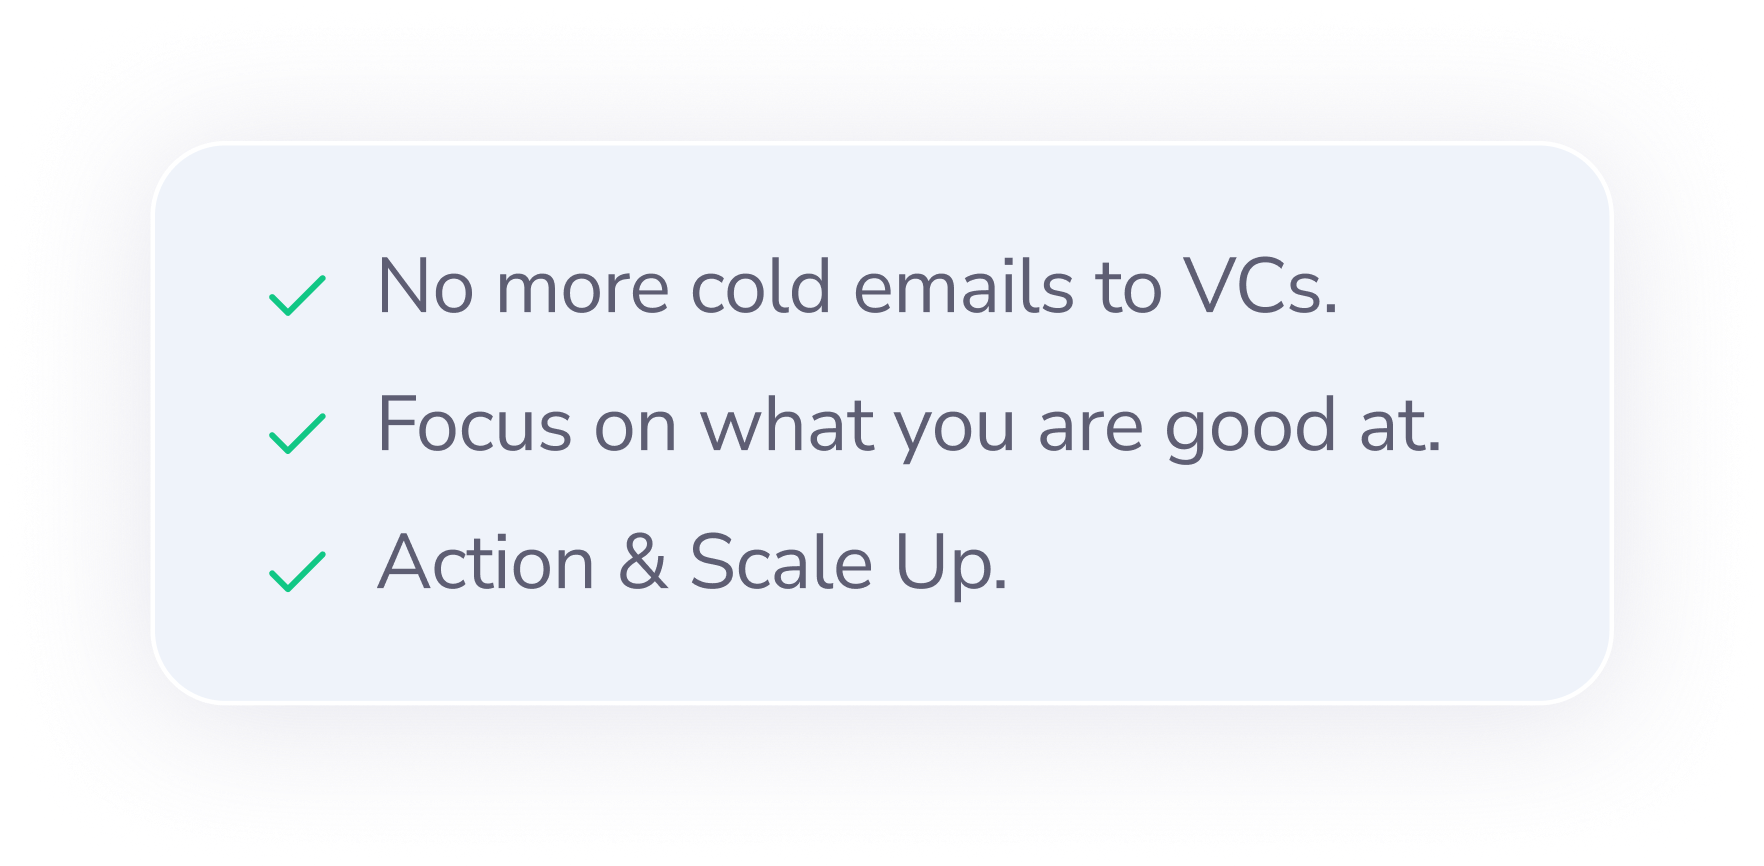 No more cold emails to VCs.
Focus on what you are good at.
Action & Scale Up.